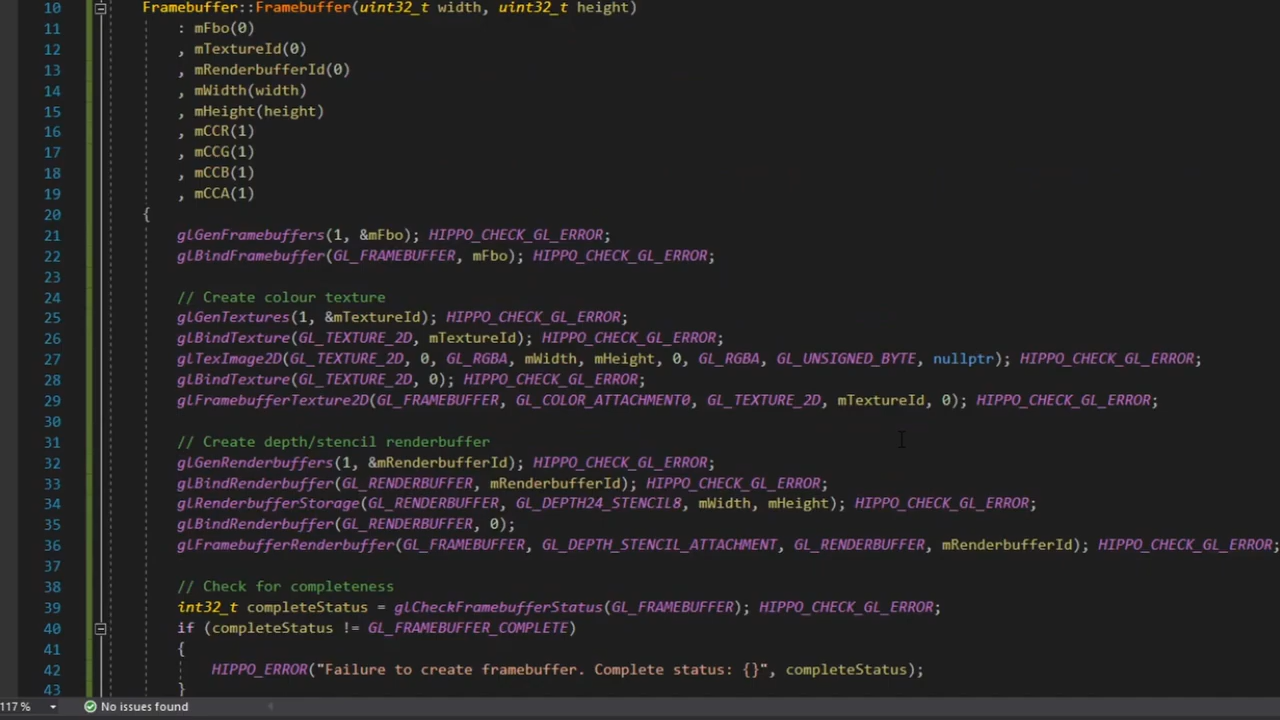 10 Framebuffer::Framebuffer(uint32_t width, uint32_t height)
11 : mFbo(0)
12 , mTextureId(0)
13 , mRenderbufferId(0)
14 , mWidth(width)
15 , mHeight(height)
16 , mCCR(1)
17 , mCCG(1)
18 , mCCB(1)
19 , mCCA(1)
20 {
21 glGenFramebuffers(1, &mFbo); HIPPO_CHECK_GL_ERROR;
22 glBindFramebuffer(GL_FRAMEBUFFER, mFbo); HIPPO_CHECK_GL_ERROR;
23
24 // Create colour texture
25 glGenTextures(1, &mTextureId); HIPPO_CHECK_GL_ERROR;
26 glBindTexture(GL_TEXTURE_2D, mTextureId); HIPPO_CHECK_GL_ERROR;
27 glTexImage2D(GL_TEXTURE_2D, 0, GL_RGBA, mWidth, mHeight, 0, GL_RGBA, GL_UNSIGNED_BYTE, nullptr); HIPPO_CHECK_GL_ERROR;
28 glBindTexture(GL_TEXTURE_2D, 0); HIPPO_CHECK_GL_ERROR;
29 glFramebufferTexture2D(GL_FRAMEBUFFER, GL_COLOR_ATTACHMENT0, GL_TEXTURE_2D, mTextureId, 0); HIPPO_CHECK_GL_ERROR;
30
31 // Create depth/stencil renderbuffer
32 glGenRenderbuffers(1, &mRenderbufferId); HIPPO_CHECK_GL_ERROR;
33 glBindRenderbuffer(GL_RENDERBUFFER, mRenderbufferId); HIPPO_CHECK_GL_ERROR;
34 glRenderbufferStorage(GL_RENDERBUFFER, GL_DEPTH24_STENCIL8, mWidth, mHeight); HIPPO_CHECK_GL_ERROR;
35 glBindRenderbuffer(GL_RENDERBUFFER, 0);
36 glFramebufferRenderbuffer(GL_FRAMEBUFFER, GL_DEPTH_STENCIL_ATTACHMENT, GL_RENDERBUFFER, mRenderbufferId); HIPPO_CHECK_GL_ERROR;
37
38 // Check for completeness
39 int32_t completeStatus = glCheckFramebufferStatus(GL_FRAMEBUFFER); HIPPO_CHECK_GL_ERROR;
40 if (completeStatus != GL_FRAMEBUFFER_COMPLETE)
41 {
42 HIPPO_ERROR("Failure to create framebuffer. Complete status: {}", completeStatus);
43 }
117 % No issues found